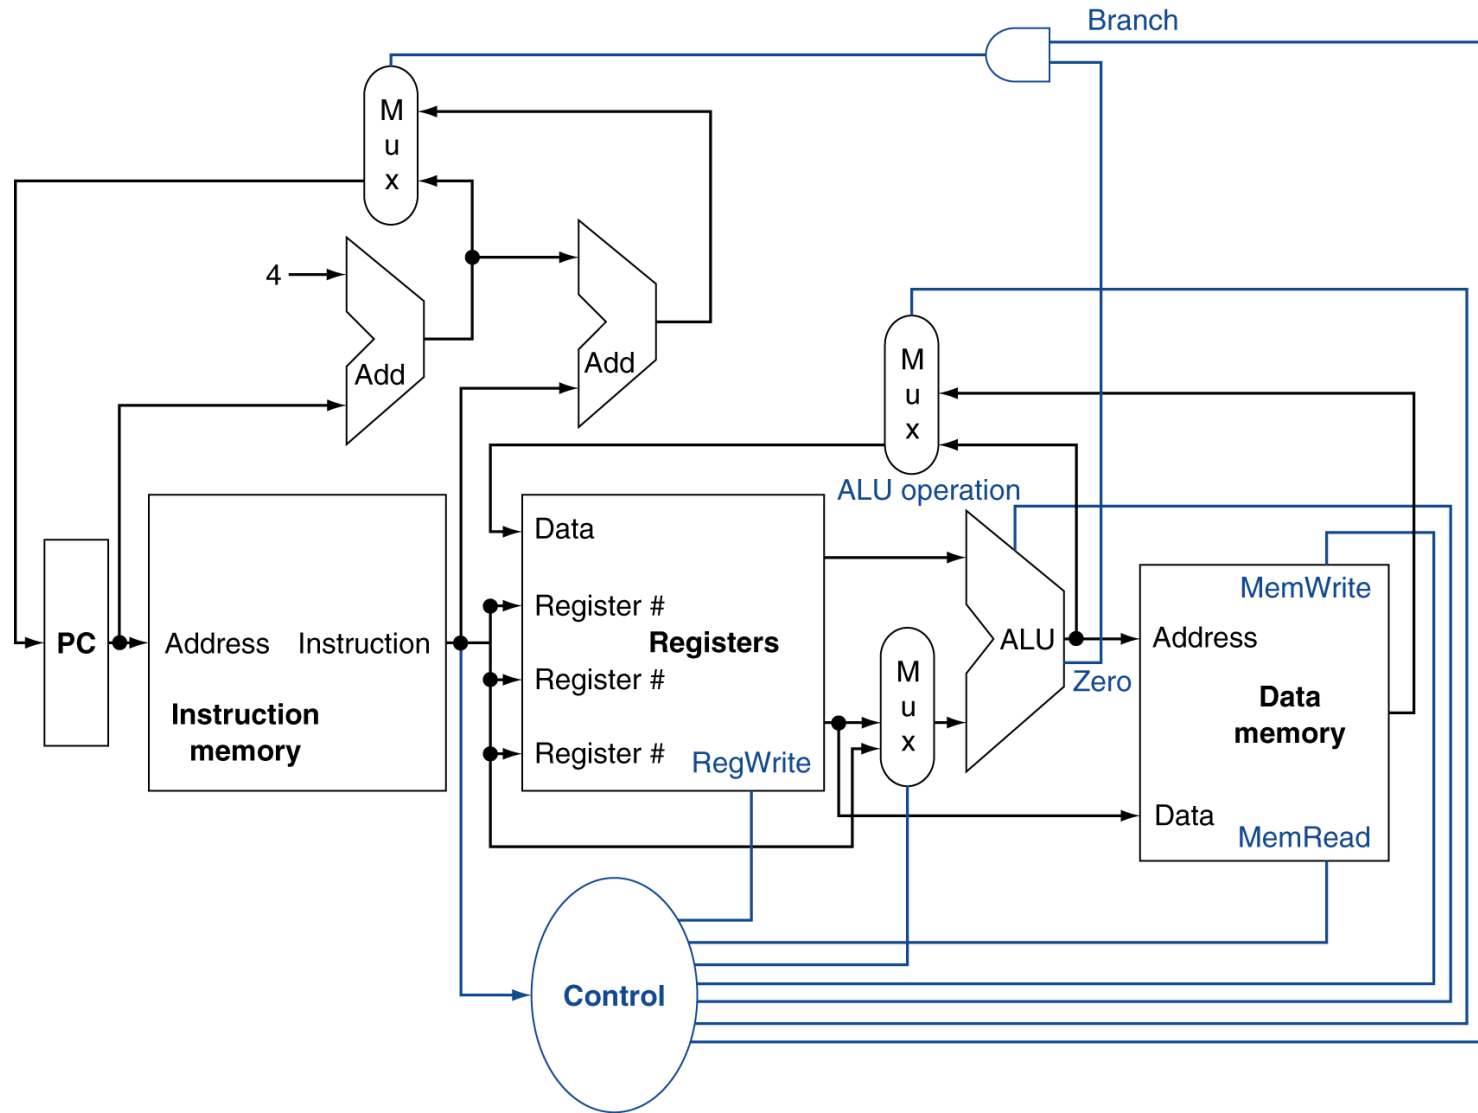 Branch
M
u
x
4
Add
Add
M
u
x
ALU operation
Data
MemWrite
Register #
PC
Address
Instruction
Registers
ALU
Address
M
u
x
Register #
Zero
Data
memory
Instruction
memory
Register #
RegWrite
Data
MemRead
Control